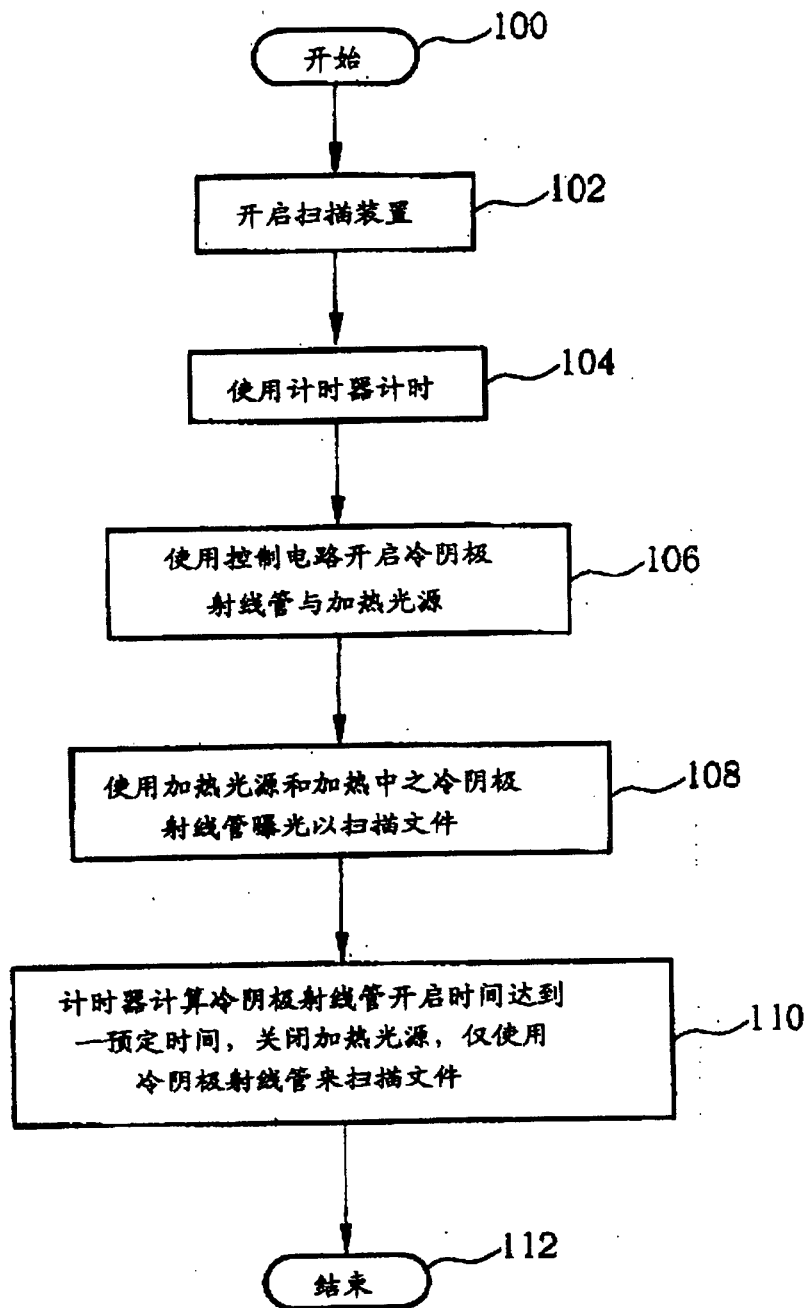 开始
100
开启扫描装置
102
使用计时器计时
104
使用控制电路开启冷阴极
射线管与加热光源
106
使用加热光源和加热中之冷阴极
射线管曝光以扫描文件
108
计时器计算冷阴极射线管开启时间达到
一预定时间，关闭加热光源，仅使用
冷阴极射线管来扫描文件
110
结束
112